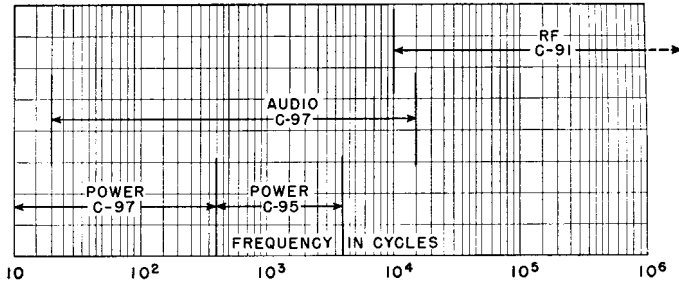 RF
C-91
AUDIO
C-97
POWER
C-97
POWER
C-95
FREQUENCY IN CYCLES
10 10² 10³ 10⁴ 10⁵ 10⁶